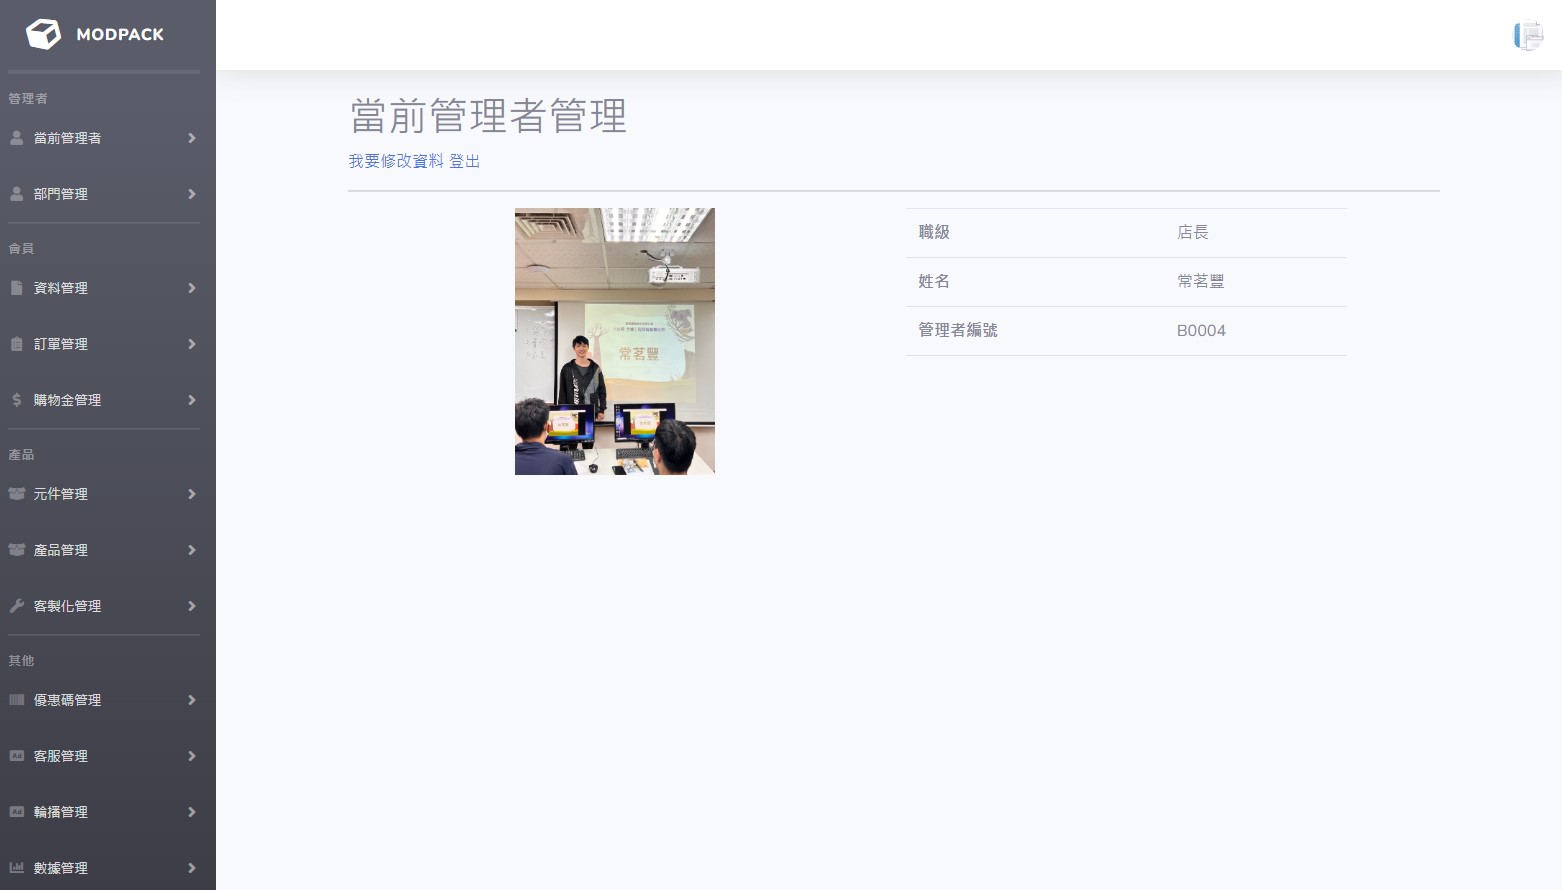 MODPACK
管理者
當前管理者
部門管理
會員
資料管理
訂單管理
購物金管理
產品
元件管理
產品管理
客製化管理
其他
優惠碼管理
Ad 客服管理
Ad 輪播管理
數據管理
當前管理者管理
我要修改資料 登出
常茗豐
職級 店長
姓名 常茗豐
管理者編號 B0004